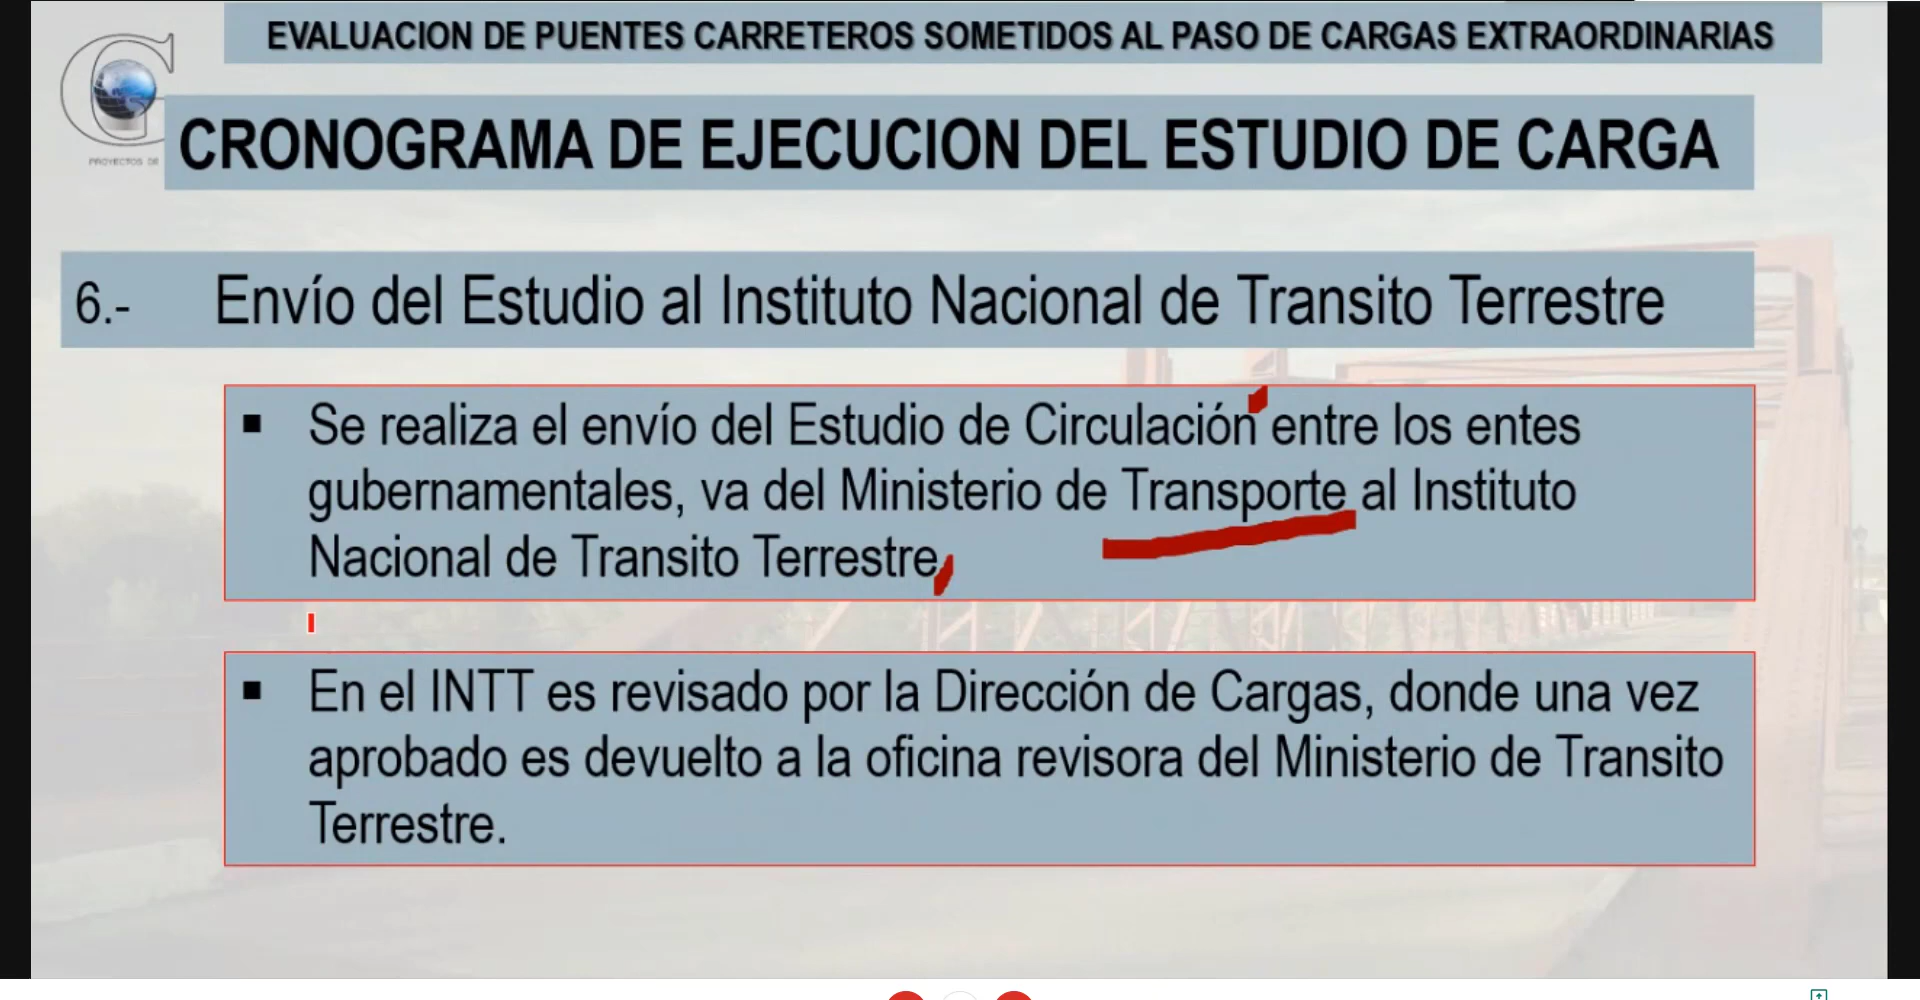 EVALUACION DE PUENTES CARRETEROS SOMETIDOS AL PASO DE CARGAS EXTRAORDINARIAS
PROYECTOS DE
CRONOGRAMA DE EJECUCION DEL ESTUDIO DE CARGA
6.- Envío del Estudio al Instituto Nacional de Transito Terrestre
▪ Se realiza el envío del Estudio de Circulación entre los entes
gubernamentales, va del Ministerio de Transporte al Instituto
Nacional de Transito Terrestre,
▪ En el INTT es revisado por la Dirección de Cargas, donde una vez
aprobado es devuelto a la oficina revisora del Ministerio de Transito
Terrestre.